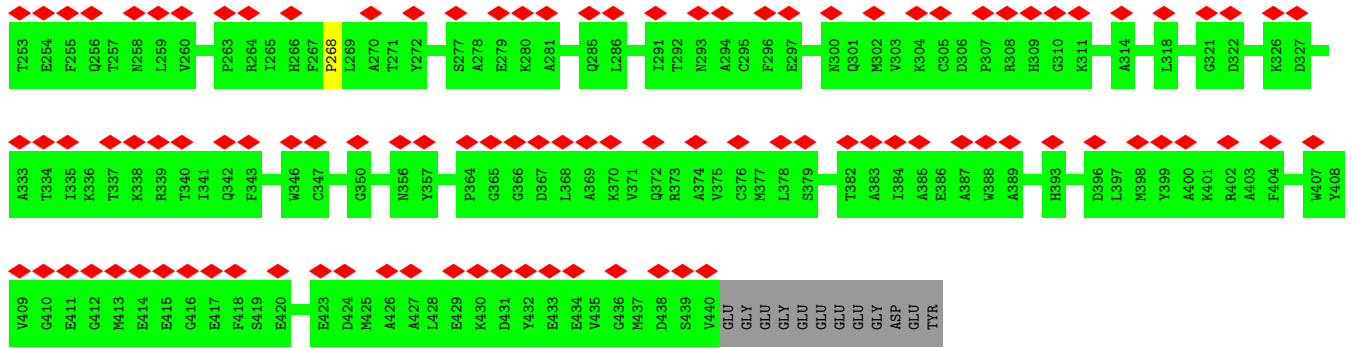 T253 E254 F255 Q256 T257 N258 L259 V260 P263 R264 I265 H266 F267 P268 L269 A270 T271 Y272 S277 A278 E279 K280 A281 Q285 L286 I291 T292 N293 A294 C295 F296 E297 N300 Q301 M302 V303 K304 C305 D306 P307 R308 H309 G310 K311 A314 L318 G321 D322 K326 D327
A333 T334 I335 K336 T337 K338 R339 T340 I341 Q342 F343 W346 C347 G350 N356 Y357 P364 G365 G366 D367 L368 A369 K370 V371 Q372 R373 A374 V375 C376 M377 L378 S379 T382 A383 I384 A385 E386 A387 W388 A389 H393 D396 L397 M398 Y399 A400 K401 R402 A403 F404 W407 Y408
V409 G410 E411 G412 M413 E414 E415 G416 E417 F418 S419 E420 E423 D424 M425 A426 A427 L428 E429 K430 D431 Y432 E433 E434 V435 G436 M437 D438 S439 V440 GLU GLY GLU GLY GLU GLU GLU GLU GLY ASP GLU TYR